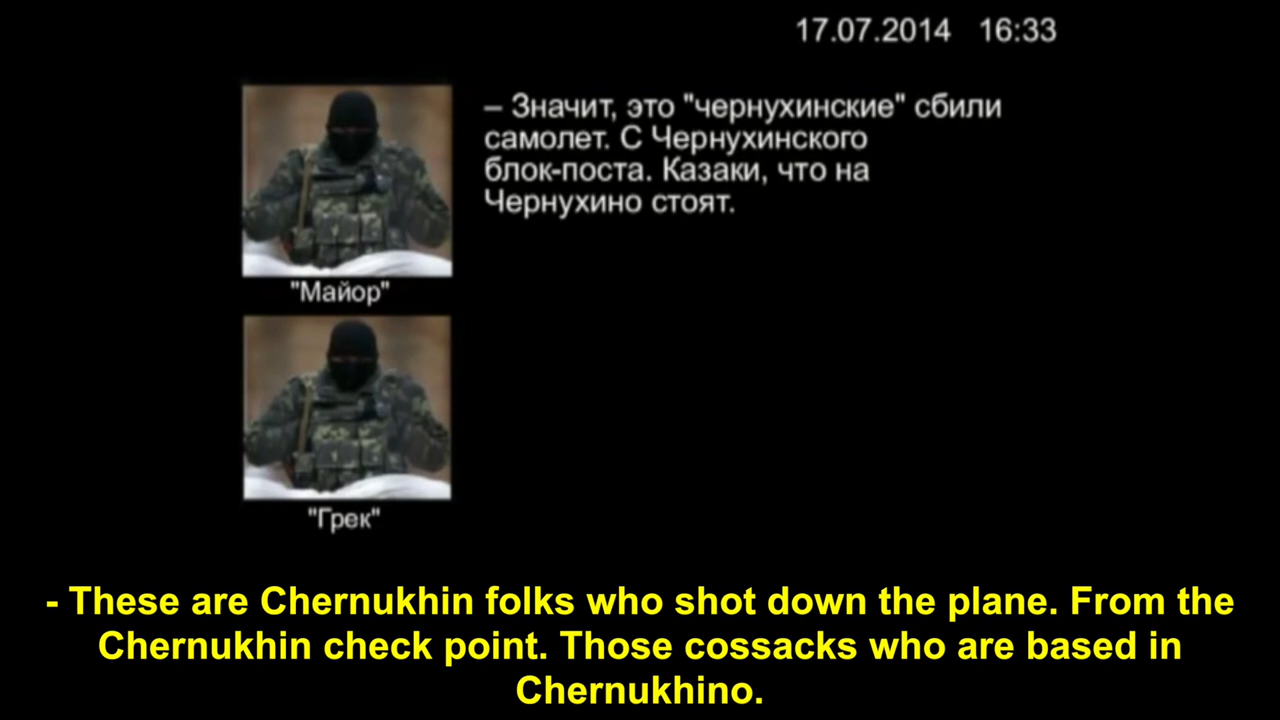 17.07.2014 16:33
– Значит, это "чернухинские" сбили
самолет. С Чернухинского
блок-поста. Казаки, что на
Чернухино стоят.
"Майор"
"Грек"
- These are Chernukhin folks who shot down the plane. From the
Chernukhin check point. Those cossacks who are based in
Chernukhino.